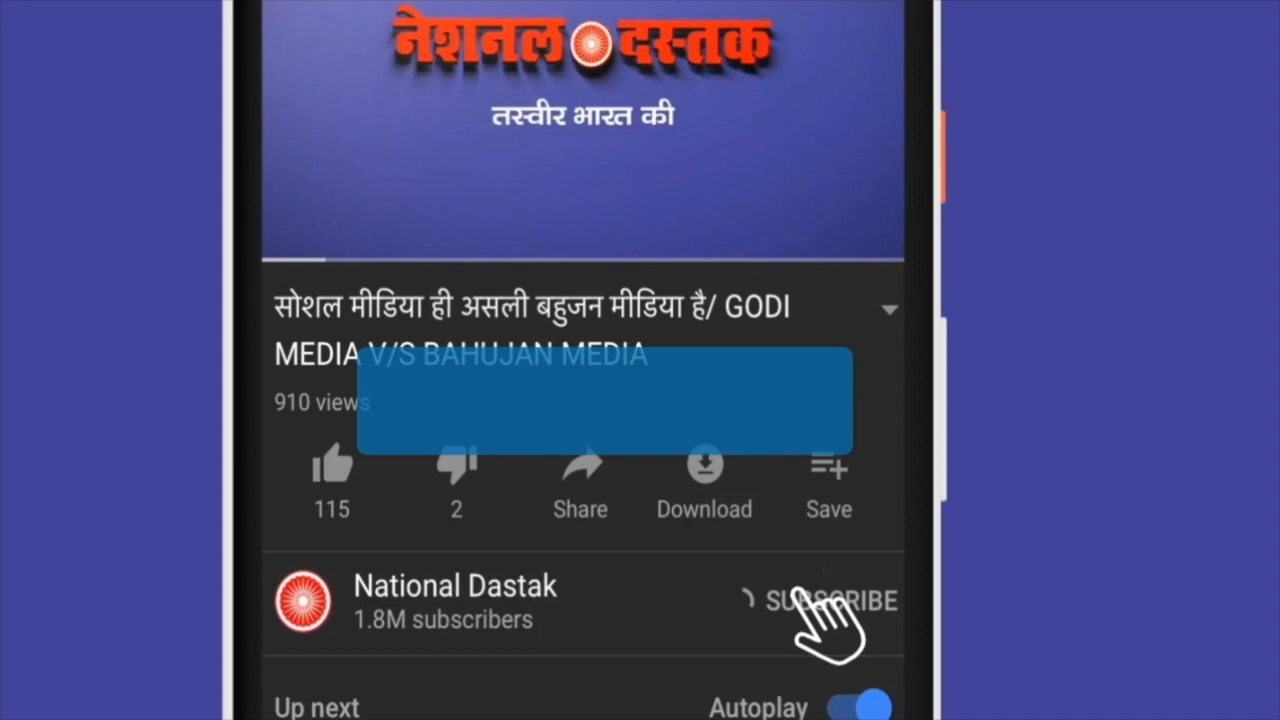 नेशनल दस्तक
तस्वीर भारत की
सोशल मीडिया ही असली बहुजन मीडिया है/ GODI
MEDIA V/S BAHUJAN MEDIA
910 views
115
2
Share
Download
Save
National Dastak
SUBSCRIBE
1.8M subscribers
Up next
Autoplay